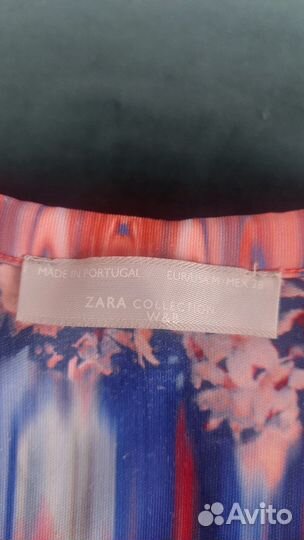 MADE IN PORTUGAL EUR/USA M · MEX 28
ZARA COLLECTION
W&B
Avito